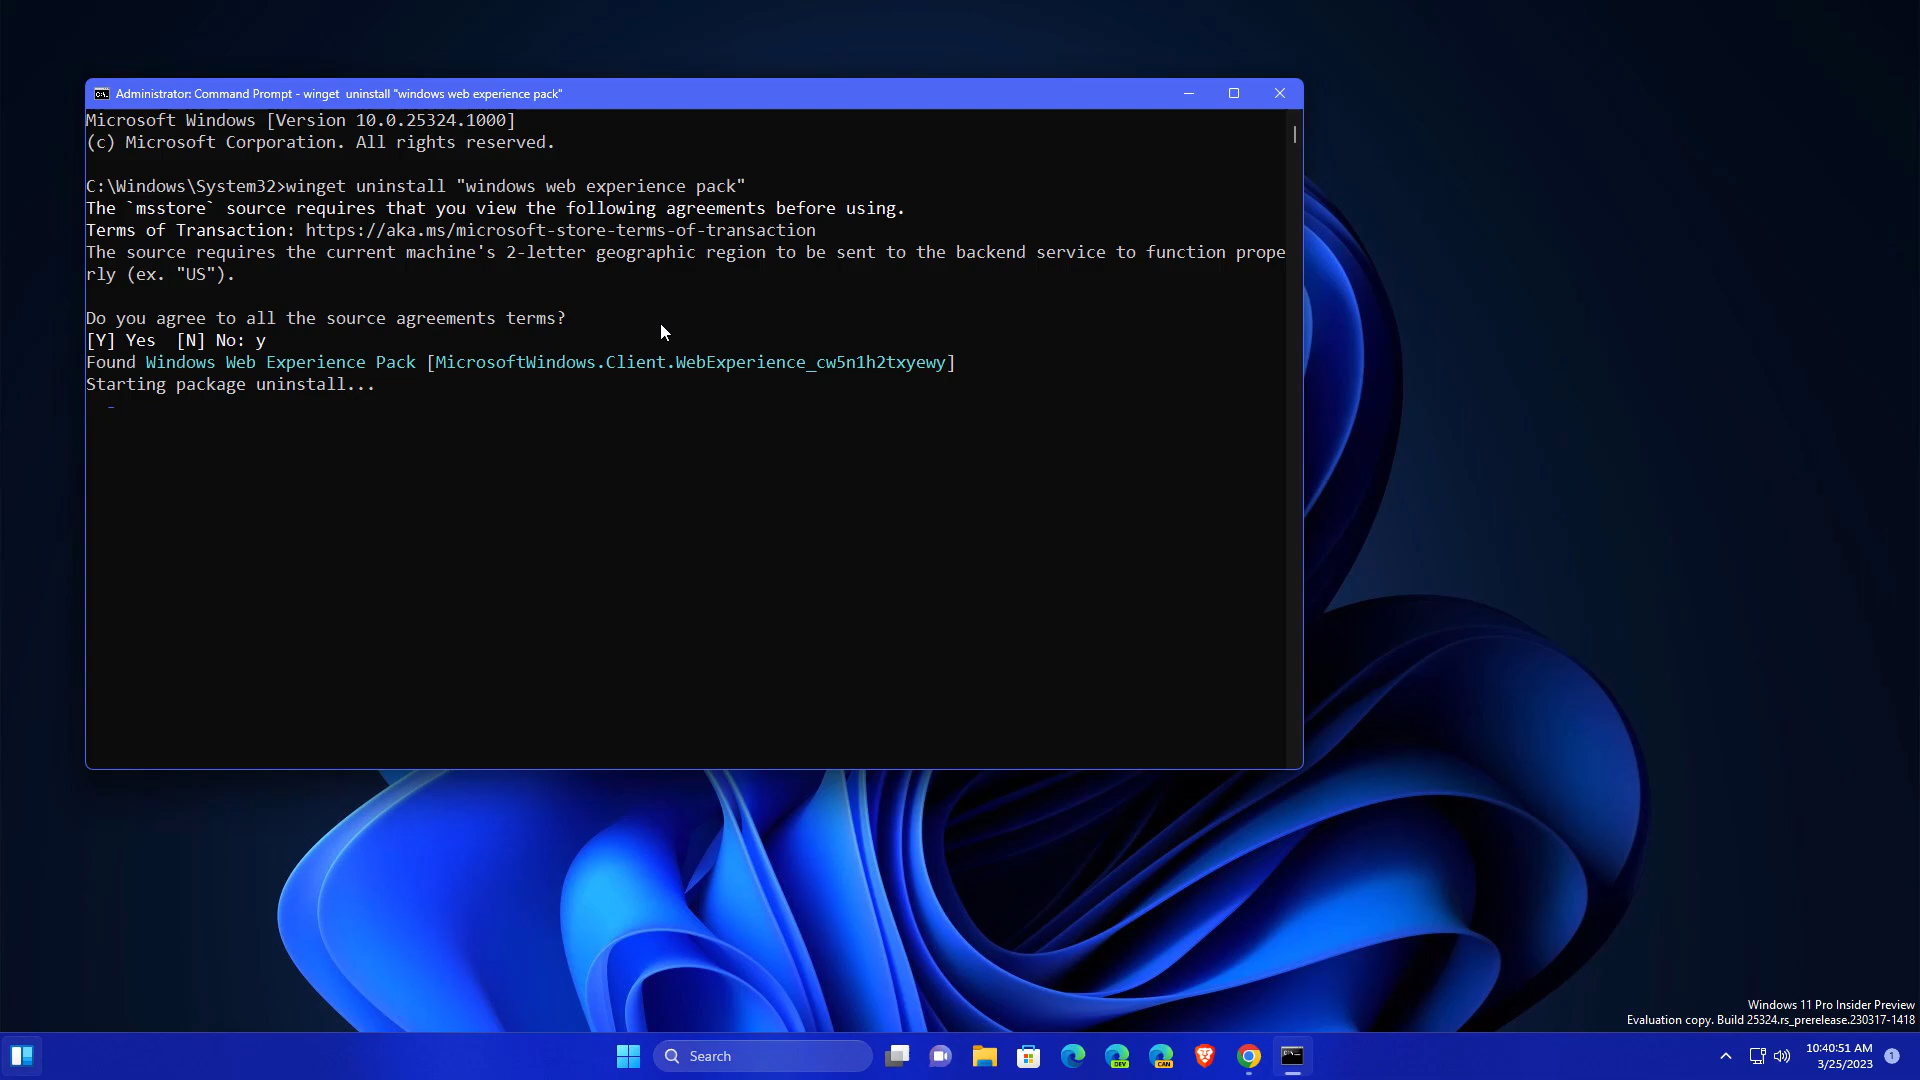 Administrator: Command Prompt - winget  uninstall "windows web experience pack"
Microsoft Windows [Version 10.0.25324.1000]
(c) Microsoft Corporation. All rights reserved.
C:\Windows\System32>winget uninstall "windows web experience pack"
The `msstore` source requires that you view the following agreements before using.
Terms of Transaction: https://aka.ms/microsoft-store-terms-of-transaction
The source requires the current machine's 2-letter geographic region to be sent to the backend service to function prope
rly (ex. "US").
Do you agree to all the source agreements terms?
[Y] Yes  [N] No: y
Found Windows Web Experience Pack [MicrosoftWindows.Client.WebExperience_cw5n1h2txyewy]
Starting package uninstall...
-
Windows 11 Pro Insider Preview
Evaluation copy. Build 25324.rs_prerelease.230317-1418
Search
DEV
CAN
10:40:51 AM
3/25/2023
1